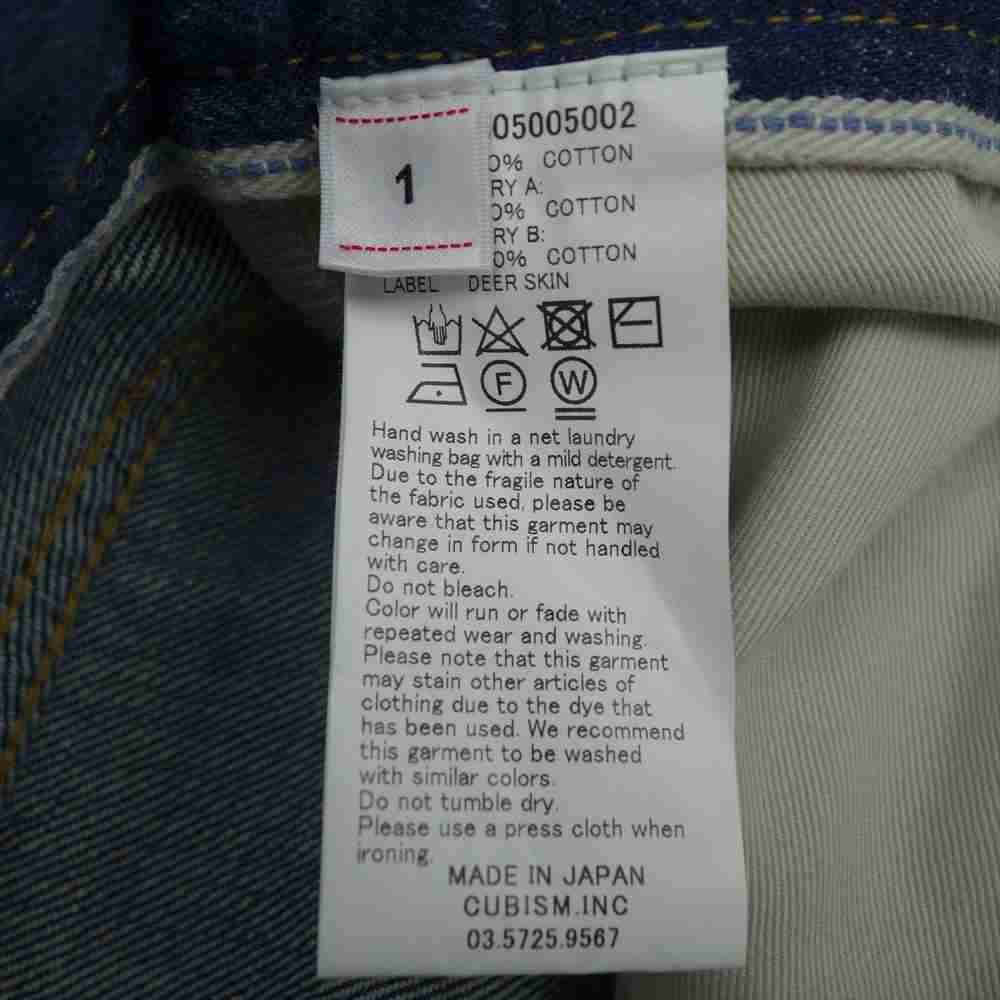 1
05005002
0% COTTON
RY A:
0% COTTON
RY B:
0% COTTON
LABEL DEER SKIN
F W
Hand wash in a net laundry
washing bag with a mild detergent.
Due to the fragile nature of
the fabric used, please be
aware that this garment may
change in form if not handled
with care.
Do not bleach.
Color will run or fade with
repeated wear and washing.
Please note that this garment
may stain other articles of
clothing due to the dye that
has been used. We recommend
this garment to be washed
with similar colors.
Do not tumble dry.
Please use a press cloth when
ironing.
MADE IN JAPAN
CUBISM.INC
03.5725.9567